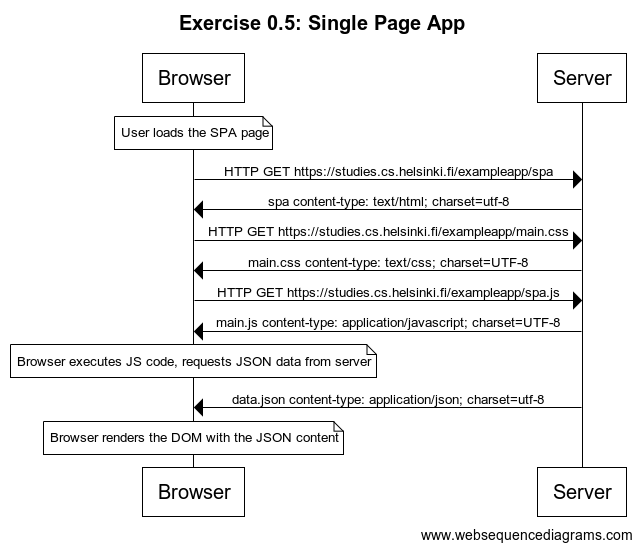 Exercise 0.5: Single Page App
Browser
Server
User loads the SPA page
HTTP GET https://studies.cs.helsinki.fi/exampleapp/spa
spa content-type: text/html; charset=utf-8
HTTP GET https://studies.cs.helsinki.fi/exampleapp/main.css
main.css content-type: text/css; charset=UTF-8
HTTP GET https://studies.cs.helsinki.fi/exampleapp/spa.js
main.js content-type: application/javascript; charset=UTF-8
Browser executes JS code, requests JSON data from server
data.json content-type: application/json; charset=utf-8
Browser renders the DOM with the JSON content
Browser
Server
www.websequencediagrams.com